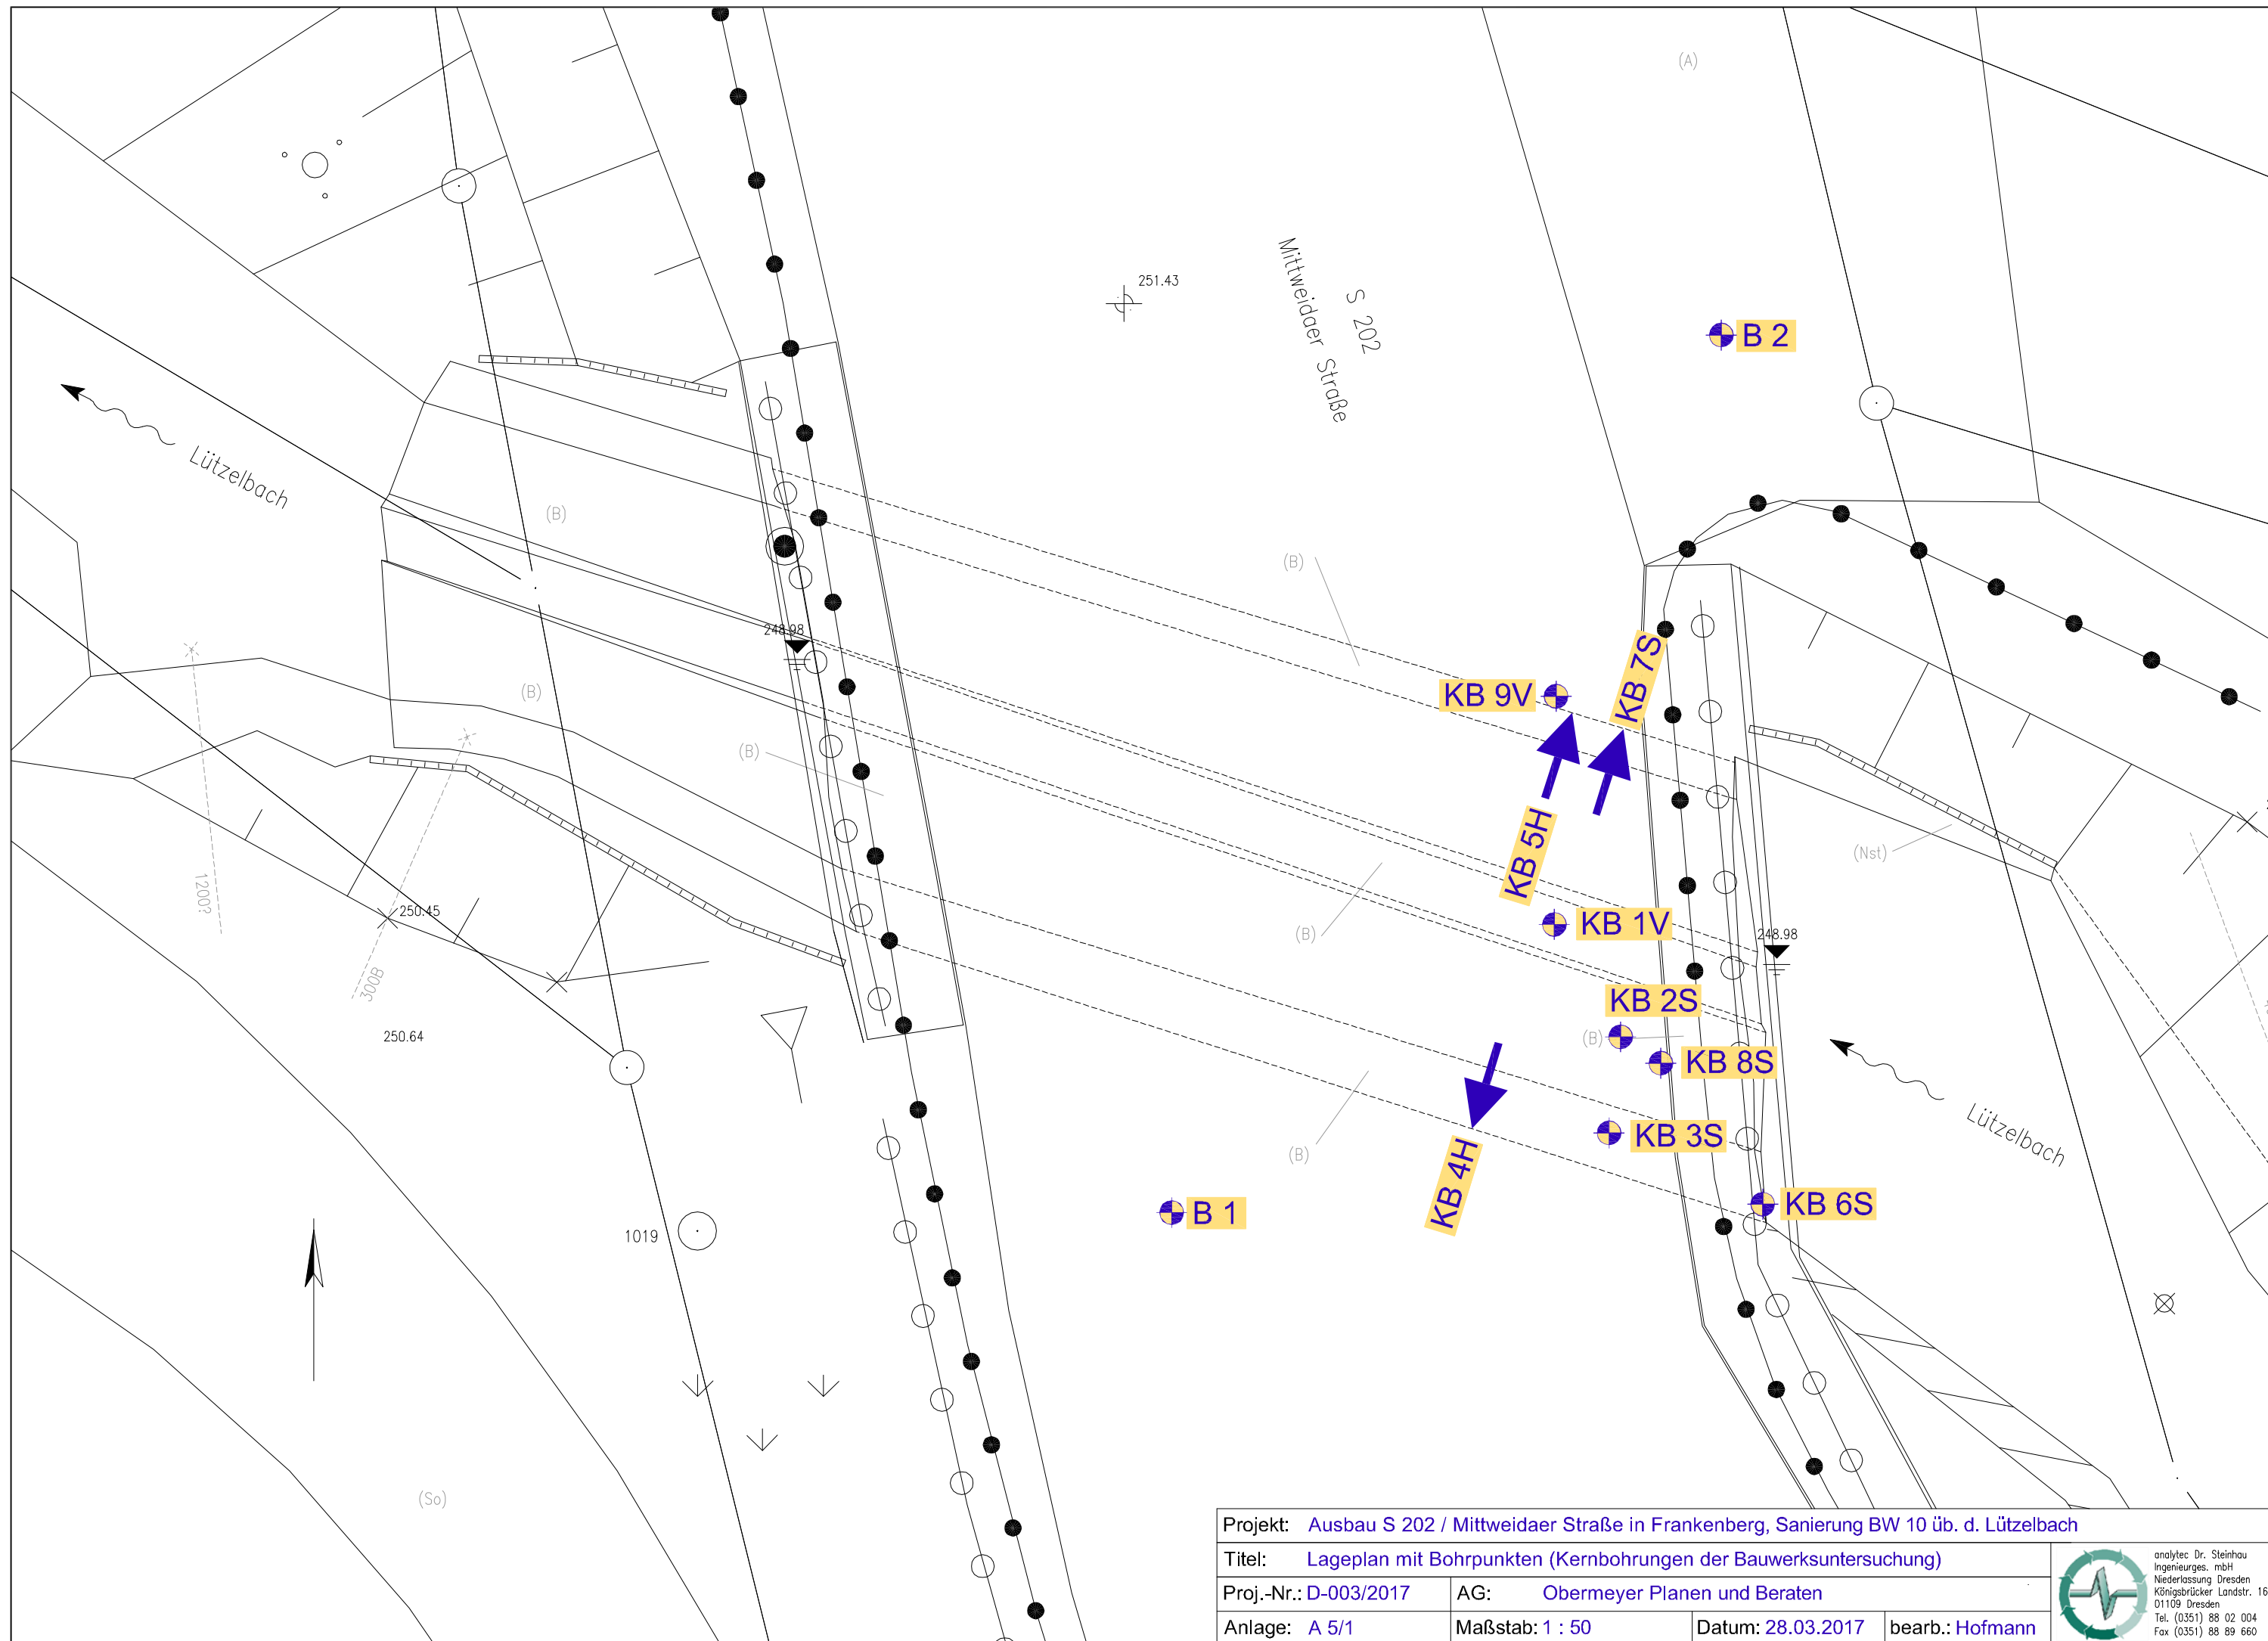 (A)
251.43
Mittweidaer Straße
S 202
B 2
Lützelbach
(B)
(B)
248.98
KB 7S
KB 9V
(B)
(B)
KB 5H
(Nst)
1200?
250.45
KB 1V
(B)
248.98
300B
KB 2S
250.64
(B)
KB 8S
Lützelbach
KB 3S
(B)
KB 4H
KB 6S
B 1
1019
(So)
Projekt: Ausbau S 202 / Mittweidaer Straße in Frankenberg, Sanierung BW 10 üb. d. Lützelbach
Titel: Lageplan mit Bohrpunkten (Kernbohrungen der Bauwerksuntersuchung)
Proj.-Nr.: D-003/2017 AG: Obermeyer Planen und Beraten
Anlage: A 5/1 Maßstab: 1 : 50 Datum: 28.03.2017 bearb.: Hofmann
analytec Dr. Steinhau
Ingenieurges. mbH
Niederlassung Dresden
Königsbrücker Landstr. 16
01109 Dresden
Tel. (0351) 88 02 004
Fax (0351) 88 89 660